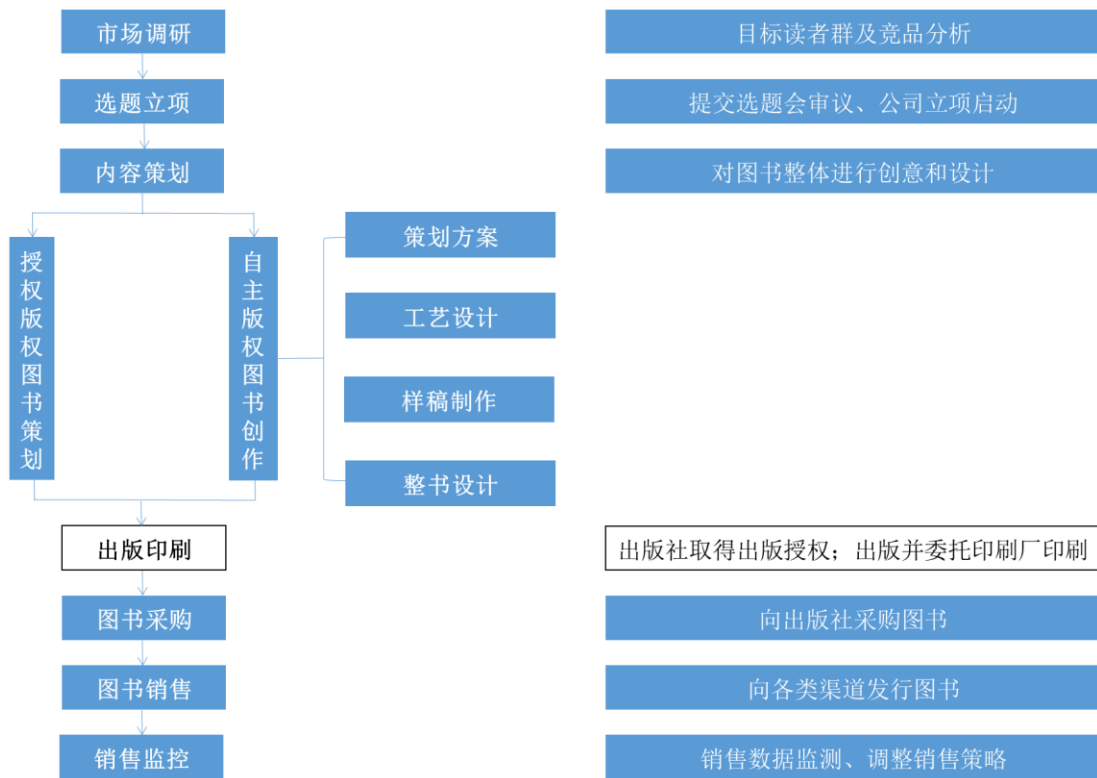 市场调研
目标读者群及竞品分析
选题立项
提交选题会审议、公司立项启动
内容策划
对图书整体进行创意和设计
授权版权图书策划
自主版权图书创作
策划方案
工艺设计
样稿制作
整书设计
出版印刷
出版社取得出版授权；出版并委托印刷厂印刷
图书采购
向出版社采购图书
图书销售
向各类渠道发行图书
销售监控
销售数据监测、调整销售策略